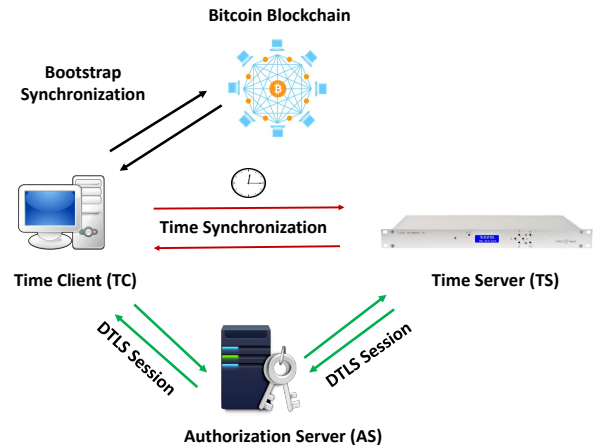 Bitcoin Blockchain
Bootstrap
Synchronization
Time Synchronization
Time Client (TC)
Time Server (TS)
DTLS Session
DTLS Session
Authorization Server (AS)